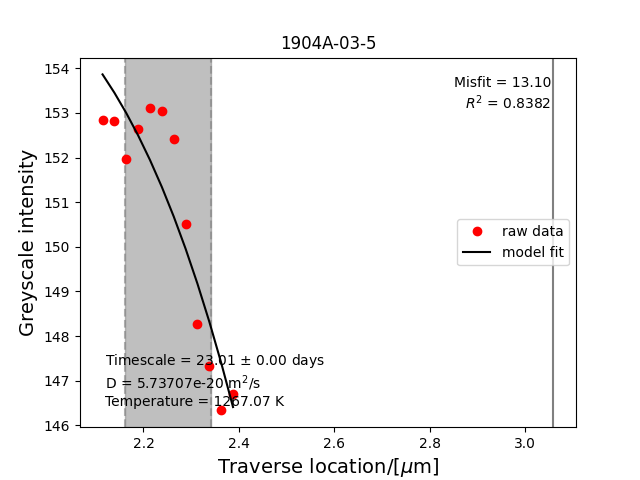 1904A-03-5
Misfit = 13.10
R² = 0.8382
154
153
152
151
150
149
148
147
146
Greyscale intensity
raw data
model fit
Timescale = 23.01 ± 0.00 days
D = 5.73707e-20 m²/s
Temperature = 1267.07 K
2.2 2.4 2.6 2.8 3.0
Traverse location/[μm]